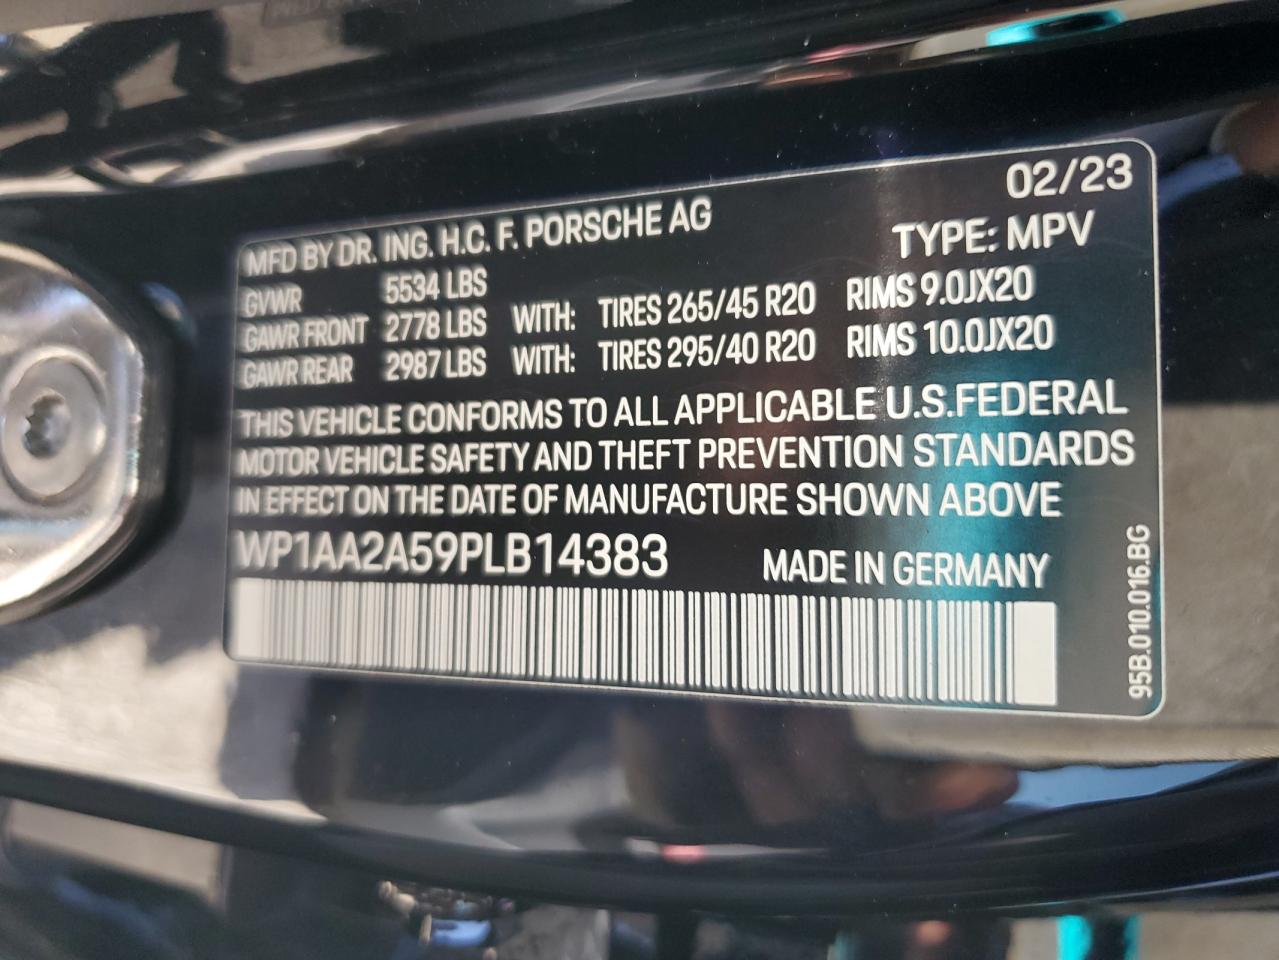 02/23
MFD BY DR. ING. H.C. F. PORSCHE AG TYPE: MPV
GVWR 5534 LBS
GAWR FRONT 2778 LBS WITH: TIRES 265/45 R20 RIMS 9.0JX20
GAWR REAR 2987 LBS WITH: TIRES 295/40 R20 RIMS 10.0JX20
THIS VEHICLE CONFORMS TO ALL APPLICABLE U.S.FEDERAL
MOTOR VEHICLE SAFETY AND THEFT PREVENTION STANDARDS
IN EFFECT ON THE DATE OF MANUFACTURE SHOWN ABOVE
WP1AA2A59PLB14383 MADE IN GERMANY
95B.010.016.BG